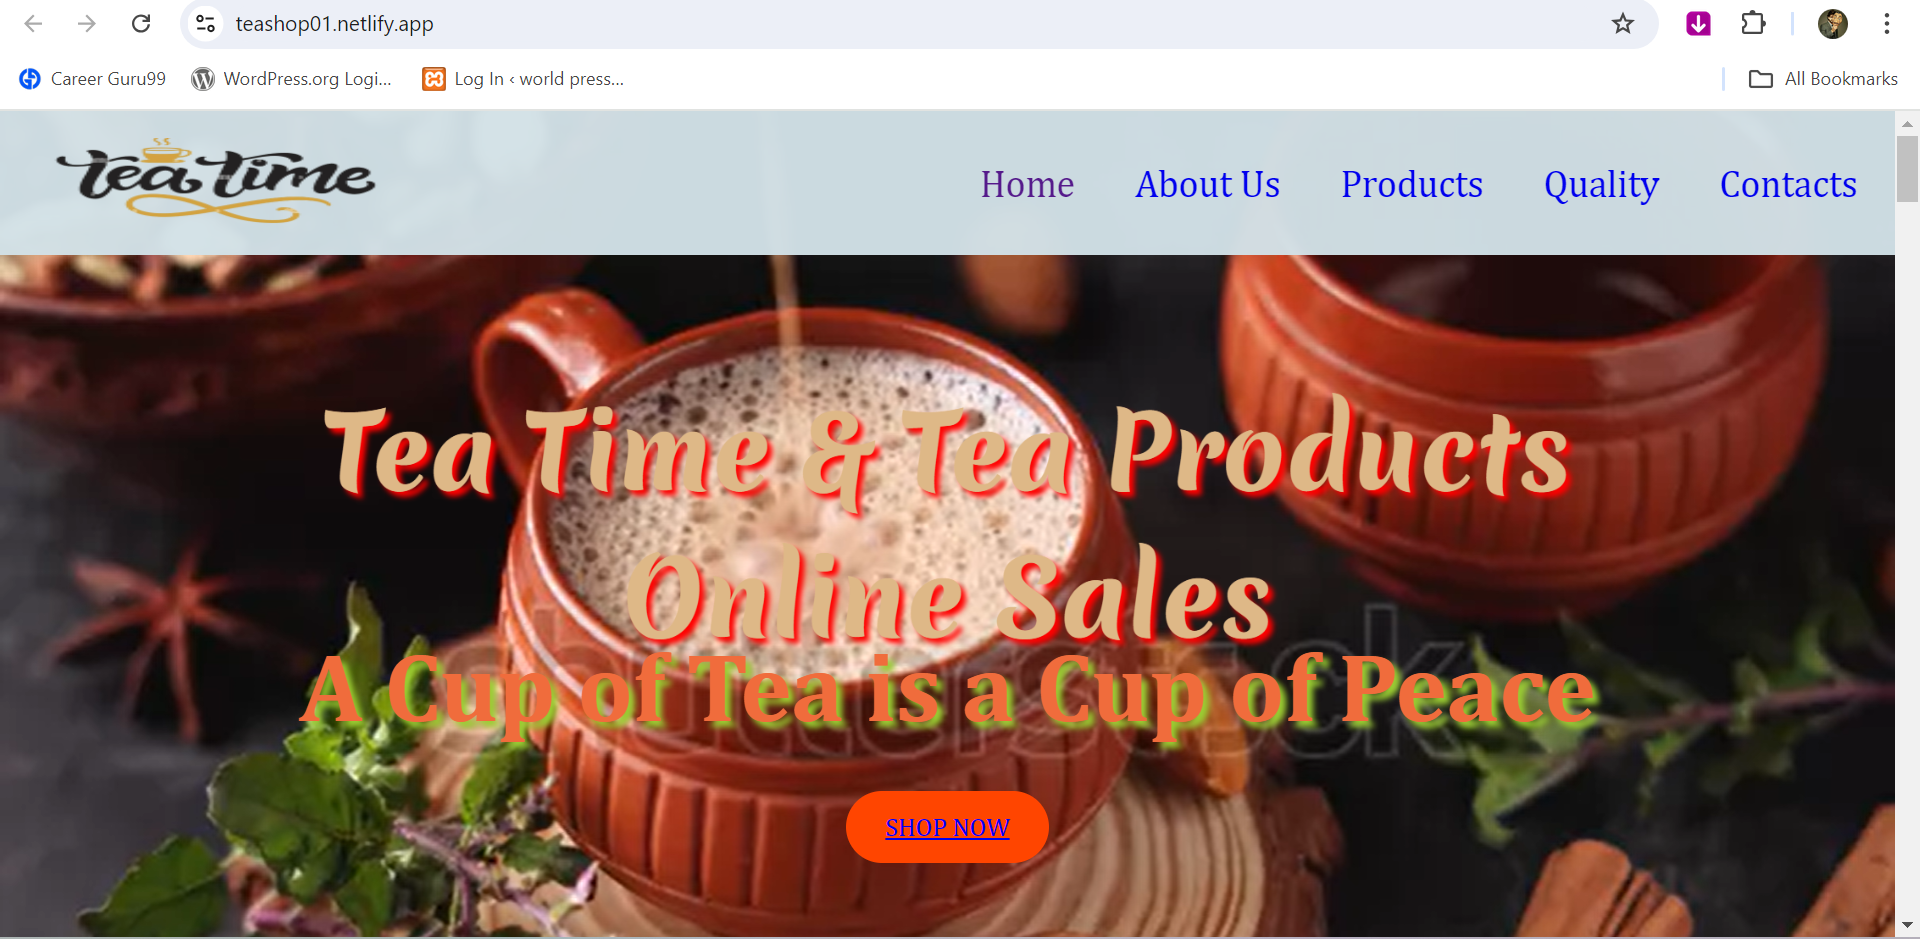 teashop01.netlify.app
Career Guru99
WordPress.org Logi...
Log In ‹ world press...
All Bookmarks
tea time
Home
About Us
Products
Quality
Contacts
Tea Time & Tea Products
Online Sales
shutterstock
A Cup of Tea is a Cup of Peace
SHOP NOW